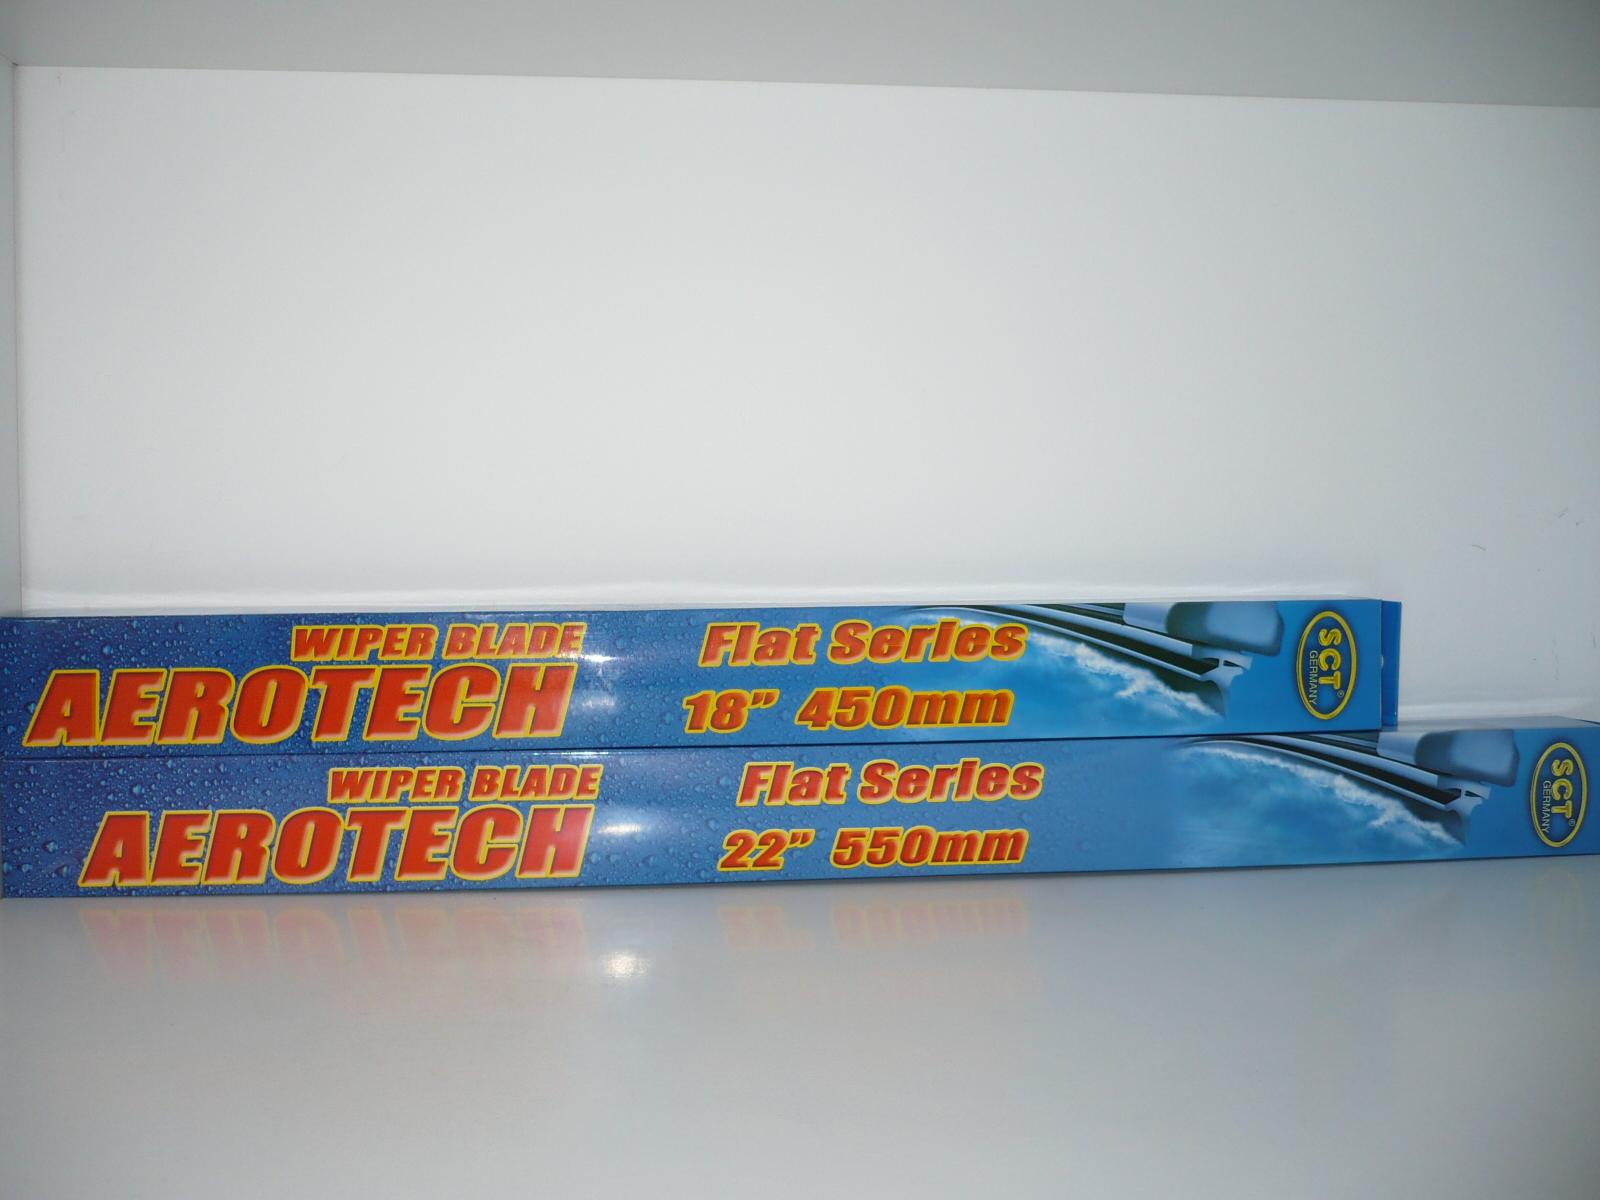 WIPER BLADE
AEROTECH
Flat Series
18” 450mm
SCT®
GERMANY
WIPER BLADE
AEROTECH
Flat Series
22” 550mm
SCT®
GERMANY